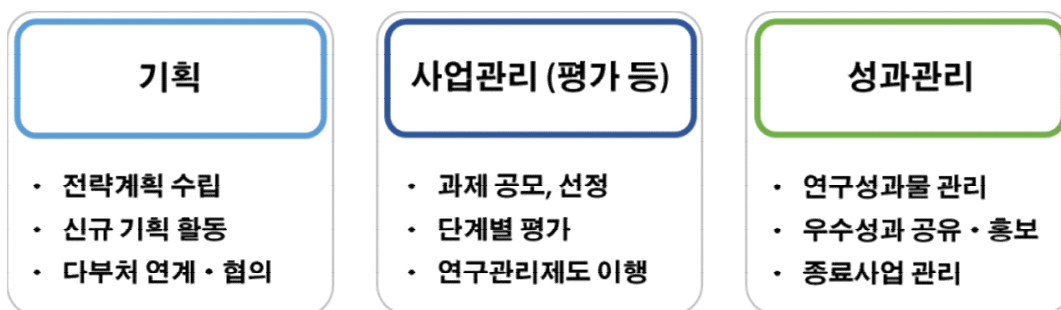 기획
• 전략계획 수립
• 신규 기획 활동
• 다부처 연계・협의
사업관리 (평가 등)
• 과제 공모, 선정
• 단계별 평가
• 연구관리제도 이행
성과관리
• 연구성과물 관리
• 우수성과 공유・홍보
• 종료사업 관리